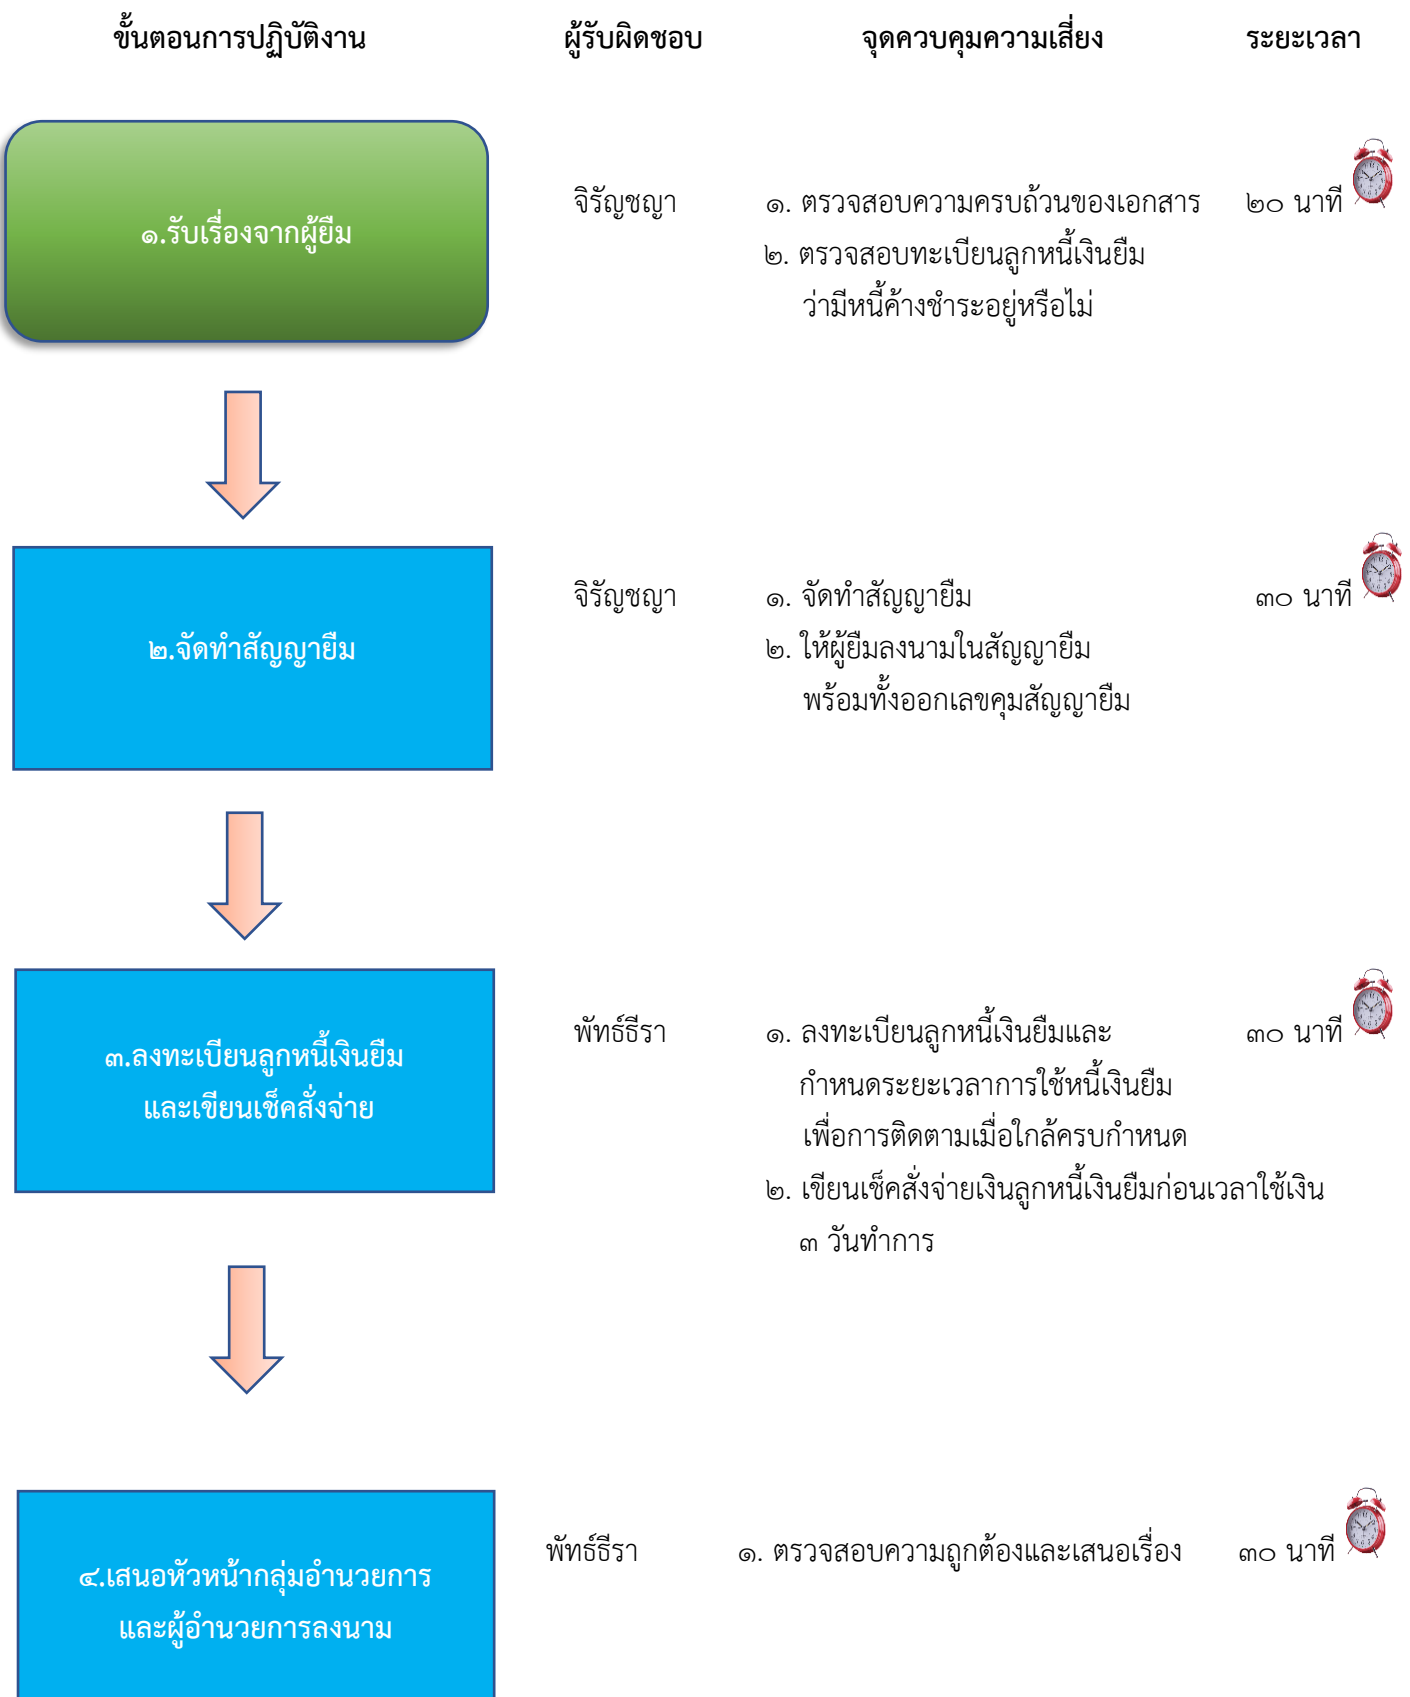 ขั้นตอนการปฏิบัติงาน ผู้รับผิดชอบ จุดควบคุมความเสี่ยง ระยะเวลา
๑.รับเรื่องจากผู้ยืม
จิรัญชญา
๑. ตรวจสอบความครบถ้วนของเอกสาร
๒. ตรวจสอบทะเบียนลูกหนี้เงินยืม
ว่ามีหนี้ค้างชำระอยู่หรือไม่
๒๐ นาที
๒.จัดทำสัญญายืม
จิรัญชญา
๑. จัดทำสัญญายืม
๒. ให้ผู้ยืมลงนามในสัญญายืม
พร้อมทั้งออกเลขคุมสัญญายืม
๓๐ นาที
๓.ลงทะเบียนลูกหนี้เงินยืม
และเขียนเช็คสั่งจ่าย
พัทธ์ธีรา
๑. ลงทะเบียนลูกหนี้เงินยืมและ
กำหนดระยะเวลาการใช้หนี้เงินยืม
เพื่อการติดตามเมื่อใกล้ครบกำหนด
๒. เขียนเช็คสั่งจ่ายเงินลูกหนี้เงินยืมก่อนเวลาใช้เงิน
๓ วันทำการ
๓๐ นาที
๔.เสนอหัวหน้ากลุ่มอำนวยการ
และผู้อำนวยการลงนาม
พัทธ์ธีรา
๑. ตรวจสอบความถูกต้องและเสนอเรื่อง
๓๐ นาที